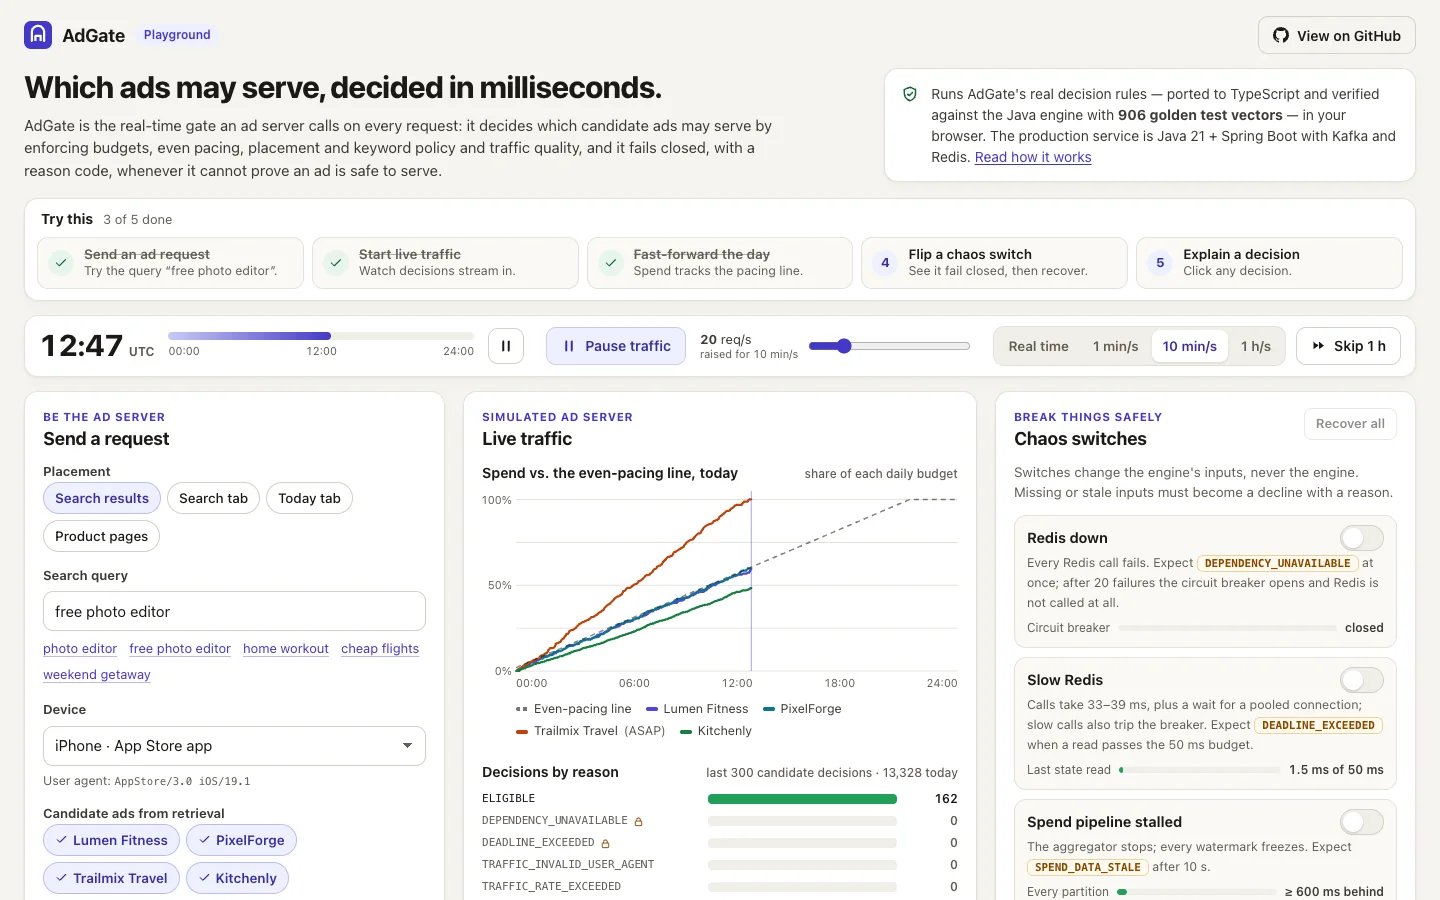 AdGate Playground
View on GitHub
Which ads may serve, decided in milliseconds.
AdGate is the real-time gate an ad server calls on every request: it decides which candidate ads may serve by
enforcing budgets, even pacing, placement and keyword policy and traffic quality, and it fails closed, with a
reason code, whenever it cannot prove an ad is safe to serve.
Runs AdGate's real decision rules — ported to TypeScript and verified
against the Java engine with 906 golden test vectors — in your
browser. The production service is Java 21 + Spring Boot with Kafka and
Redis. Read how it works
Try this 3 of 5 done
Send an ad request
Try the query “free photo editor”.
Start live traffic
Watch decisions stream in.
Fast-forward the day
Spend tracks the pacing line.
4 Flip a chaos switch
See it fail closed, then recover.
5 Explain a decision
Click any decision.
12:47 UTC
00:00 12:00 24:00
Pause traffic
20 req/s
raised for 10 min/s
Real time 1 min/s 10 min/s 1 h/s
Skip 1 h
BE THE AD SERVER
Send a request
Placement
Search results Search tab Today tab
Product pages
Search query
free photo editor
photo editor free photo editor home workout cheap flights
weekend getaway
Device
iPhone · App Store app
User agent: AppStore/3.0 iOS/19.1
Candidate ads from retrieval
Lumen Fitness PixelForge
Trailmix Travel Kitchenly
SIMULATED AD SERVER
Live traffic
Spend vs. the even-pacing line, today share of each daily budget
100%
50%
0%
00:00 06:00 12:00 18:00 24:00
Even-pacing line Lumen Fitness PixelForge
Trailmix Travel (ASAP) Kitchenly
Decisions by reason last 300 candidate decisions · 13,328 today
ELIGIBLE 162
DEPENDENCY_UNAVAILABLE 0
DEADLINE_EXCEEDED 0
TRAFFIC_INVALID_USER_AGENT 0
TRAFFIC_RATE_EXCEEDED 0
BREAK THINGS SAFELY
Chaos switches
Recover all
Switches change the engine's inputs, never the engine.
Missing or stale inputs must become a decline with a reason.
Redis down
Every Redis call fails. Expect DEPENDENCY_UNAVAILABLE at
once; after 20 failures the circuit breaker opens and Redis is
not called at all.
Circuit breaker closed
Slow Redis
Calls take 33–39 ms, plus a wait for a pooled connection;
slow calls also trip the breaker. Expect DEADLINE_EXCEEDED
when a read passes the 50 ms budget.
Last state read 1.5 ms of 50 ms
Spend pipeline stalled
The aggregator stops; every watermark freezes. Expect
SPEND_DATA_STALE after 10 s.
Every partition ≥ 600 ms behind